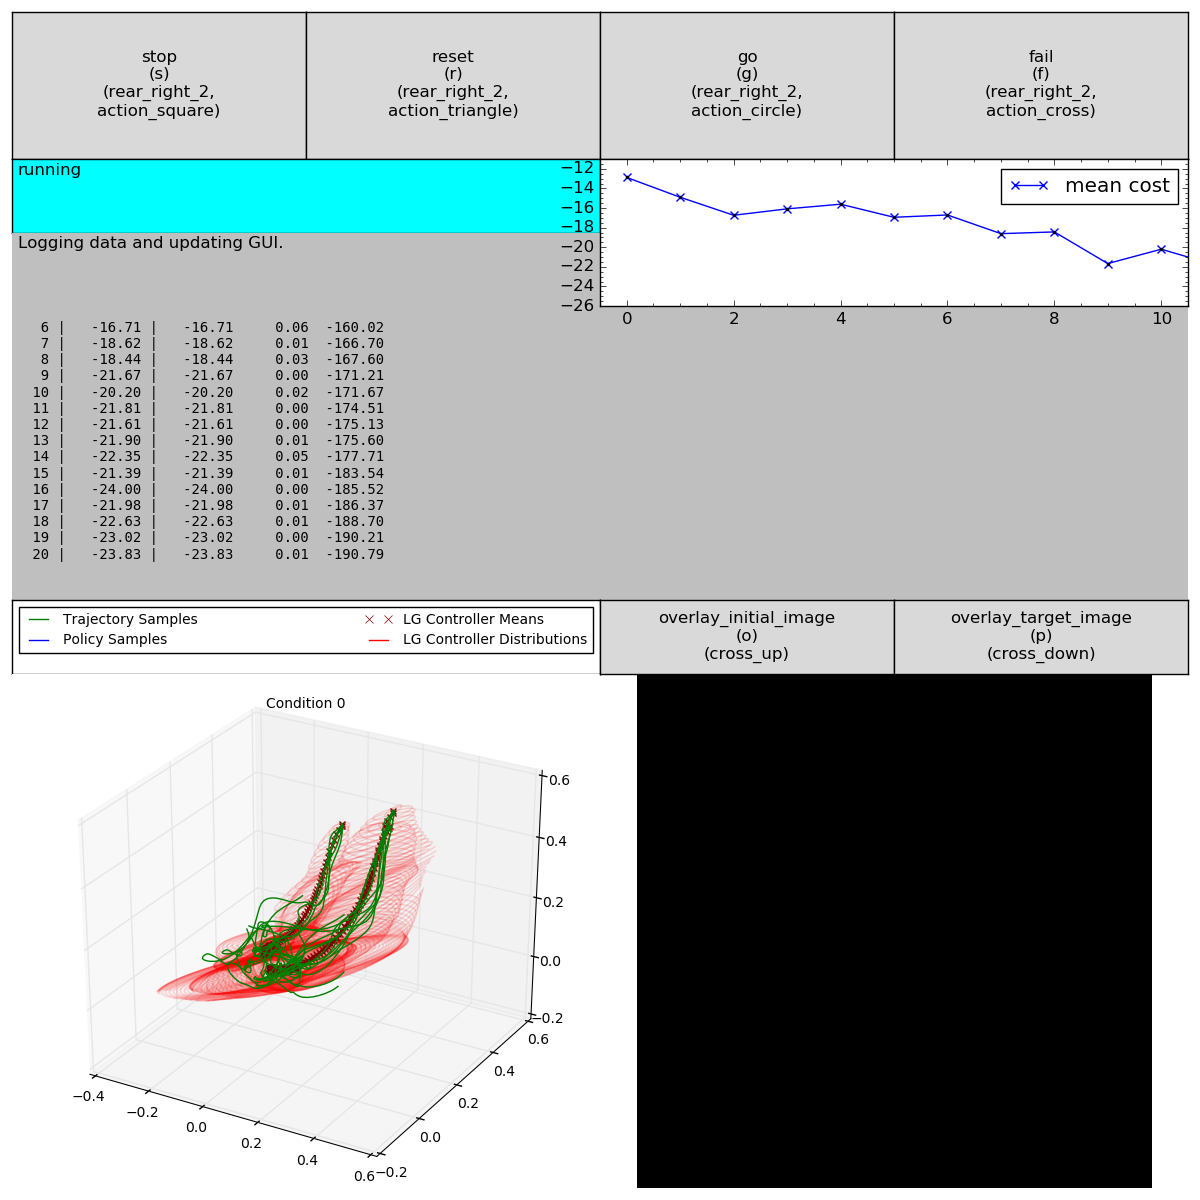 stop
(s)
(rear_right_2,
action_square)
reset
(r)
(rear_right_2,
action_triangle)
go
(g)
(rear_right_2,
action_circle)
fail
(f)
(rear_right_2,
action_cross)
running
−12
−14
−16
−18
−20
−22
−24
−26
mean cost
0 2 4 6 8 10
Logging data and updating GUI.
6 | -16.71 | -16.71 0.06 -160.02
7 | -18.62 | -18.62 0.01 -166.70
8 | -18.44 | -18.44 0.03 -167.60
9 | -21.67 | -21.67 0.00 -171.21
10 | -20.20 | -20.20 0.02 -171.67
11 | -21.81 | -21.81 0.00 -174.51
12 | -21.61 | -21.61 0.00 -175.13
13 | -21.90 | -21.90 0.01 -175.60
14 | -22.35 | -22.35 0.05 -177.71
15 | -21.39 | -21.39 0.01 -183.54
16 | -24.00 | -24.00 0.00 -185.52
17 | -21.98 | -21.98 0.01 -186.37
18 | -22.63 | -22.63 0.01 -188.70
19 | -23.02 | -23.02 0.00 -190.21
20 | -23.83 | -23.83 0.01 -190.79
Trajectory Samples
Policy Samples
LG Controller Means
LG Controller Distributions
overlay_initial_image
(o)
(cross_up)
overlay_target_image
(p)
(cross_down)
Condition 0
0.6
0.4
0.2
0.0
−0.2
0.6
0.4
0.2
0.0
−0.2
−0.4
−0.2
0.0
0.2
0.4
0.6